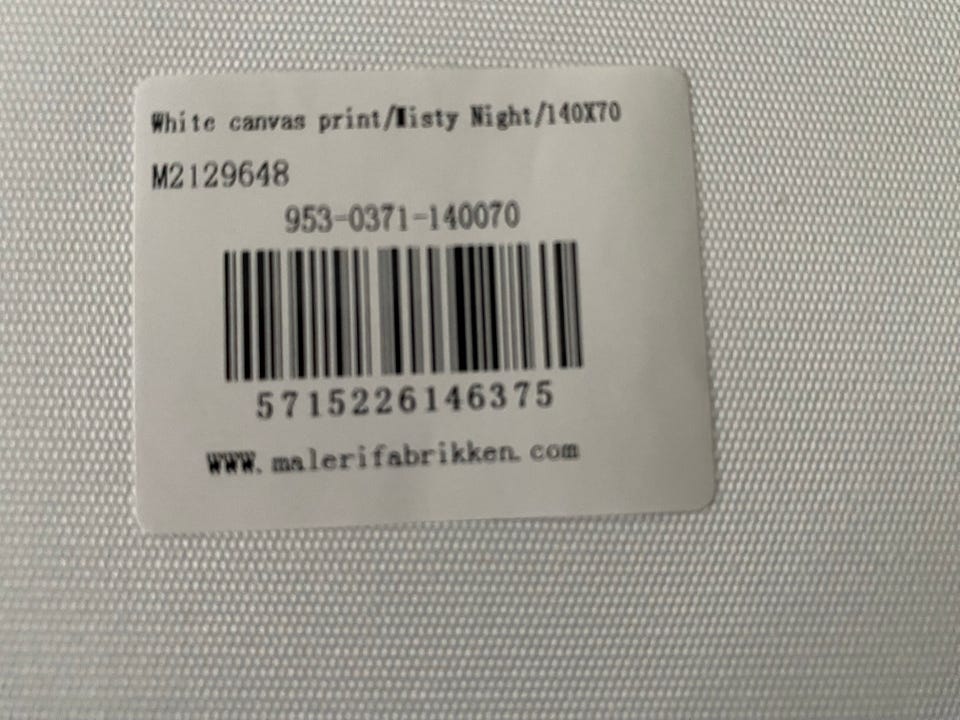 White canvas print/Misty Night/140X70
M2129648
953-0371-140070
5715226146375
WWW.malerifabrikken.com